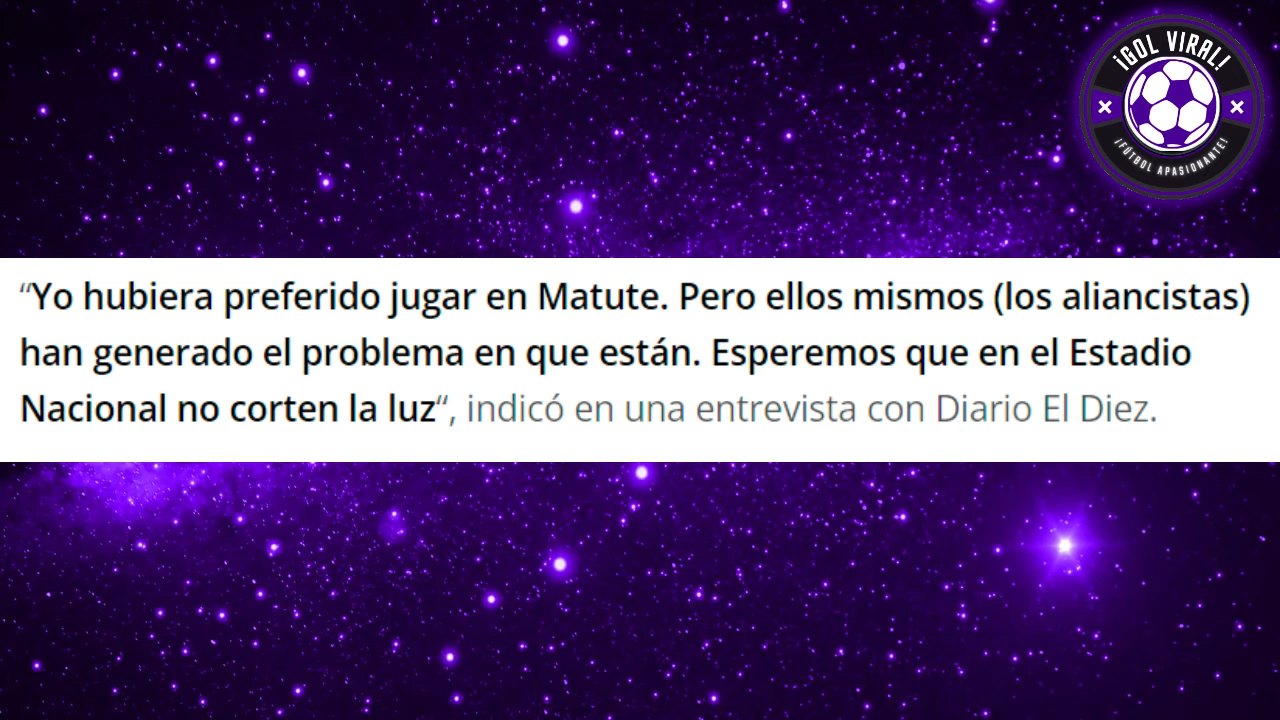 ¡GOL VIRAL!
¡FÚTBOL APASIONANTE!
“Yo hubiera preferido jugar en Matute. Pero ellos mismos (los aliancistas)
han generado el problema en que están. Esperemos que en el Estadio
Nacional no corten la luz“, indicó en una entrevista con Diario El Diez.